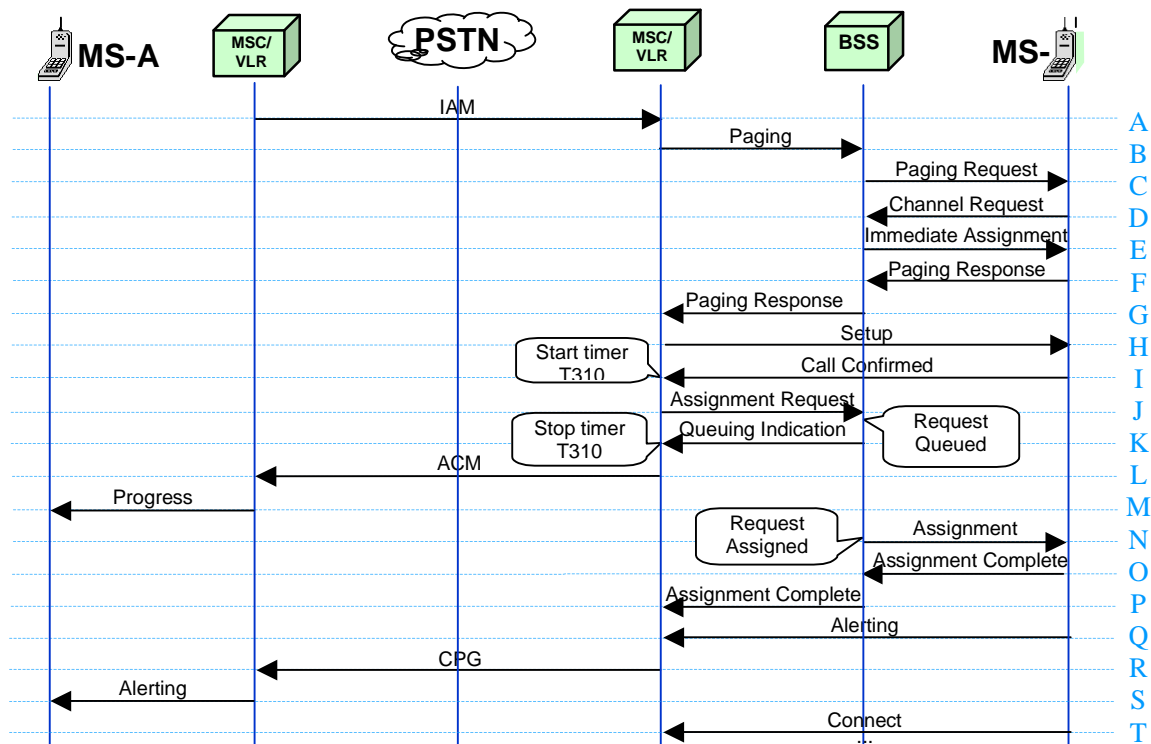 MS-A
MSC/
VLR
PSTN
MSC/
VLR
BSS
MS-
IAM
A
Paging
B
Paging Request
C
Channel Request
D
Immediate Assignment
E
Paging Response
F
Paging Response
G
Setup
H
Start timer
T310
Call Confirmed
I
Assignment Request
J
Request
Queued
Stop timer
T310
Queuing Indication
K
ACM
L
Progress
M
Request
Assigned
Assignment
N
Assignment Complete
O
Assignment Complete
P
Alerting
Q
CPG
R
Alerting
S
Connect
T
...